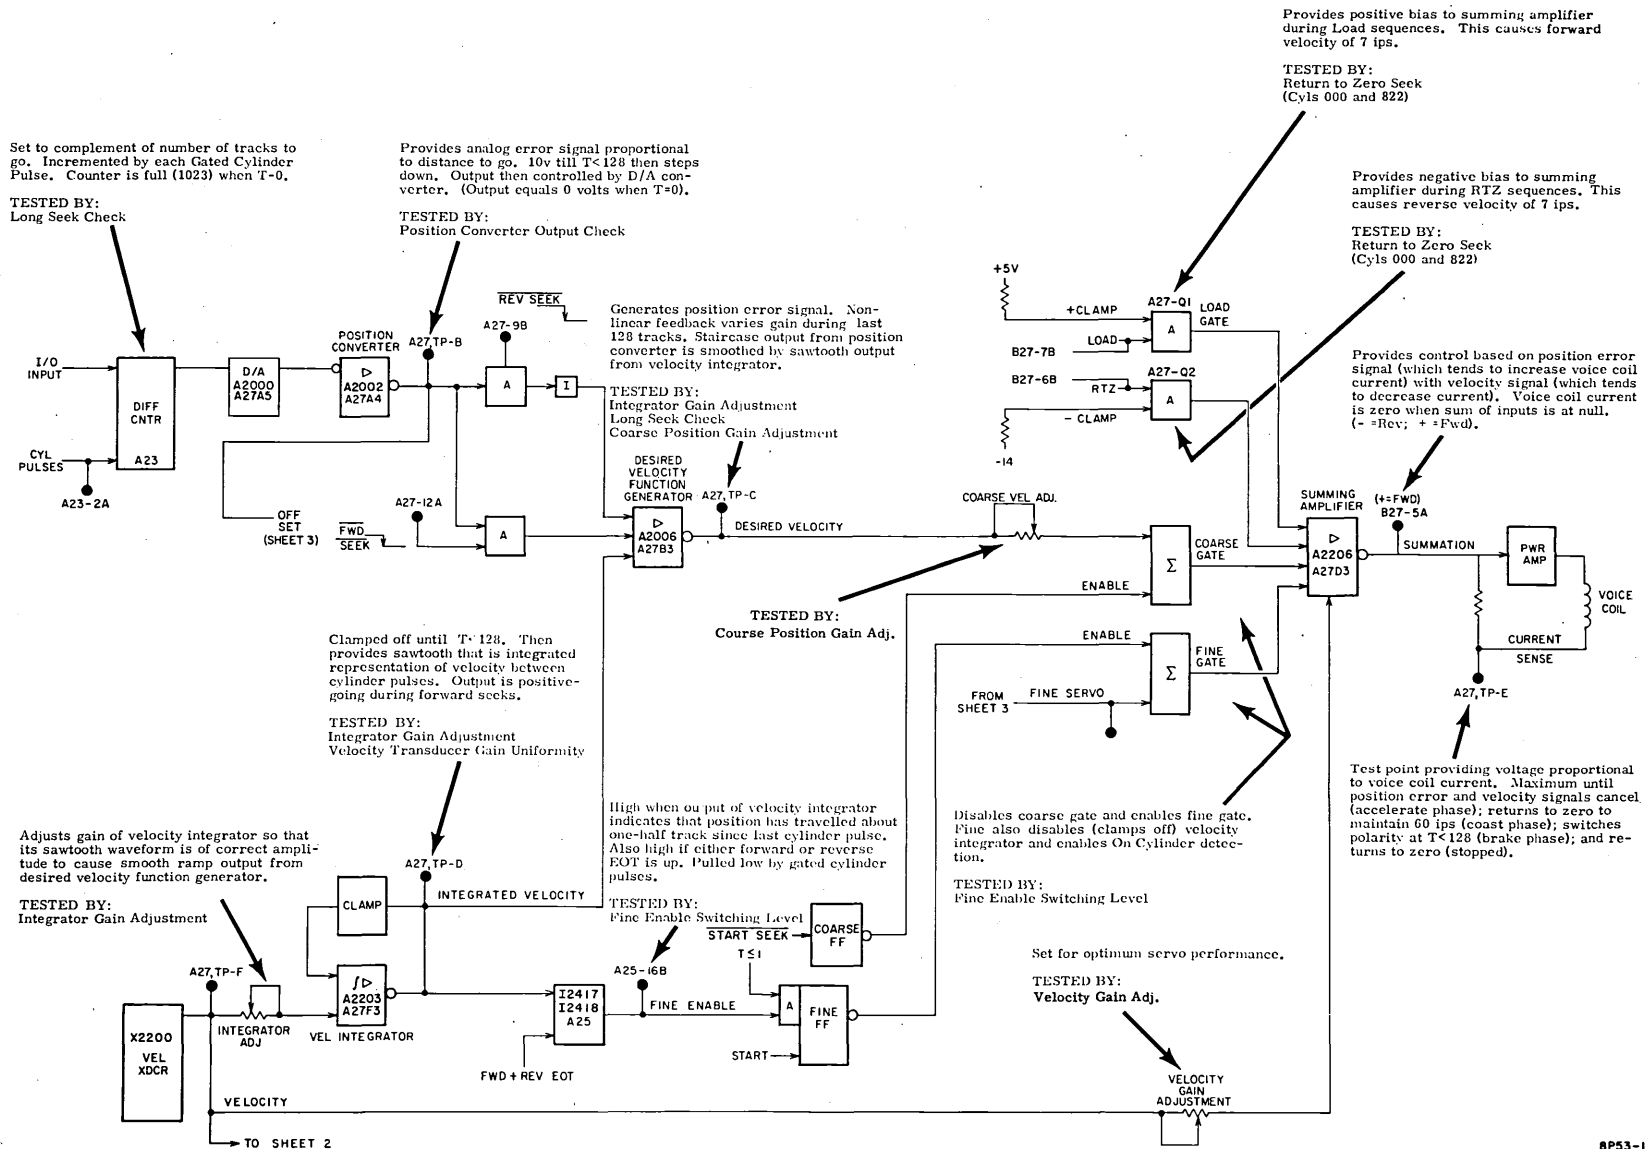 Provides positive bias to summing amplifier
during Load sequences. This causes forward
velocity of 7 ips.
TESTED BY:
Return to Zero Seek
(Cyls 000 and 822)
Set to complement of number of tracks to
go. Incremented by each Gated Cylinder
Pulse. Counter is full (1023) when T-0.
TESTED BY:
Long Seek Check
Provides analog error signal proportional
to distance to go. 10v till T<128 then steps
down. Output then controlled by D/A con-
verter. (Output equals 0 volts when T=0).
TESTED BY:
Position Converter Output Check
Provides negative bias to summing
amplifier during RTZ sequences. This
causes reverse velocity of 7 ips.
TESTED BY:
Return to Zero Seek
(Cyls 000 and 822)
REV SEEK
A27-9B
Generates position error signal. Non-
linear feedback varies gain during last
128 tracks. Staircase output from position
converter is smoothed by sawtooth output
from velocity integrator.
TESTED BY:
Integrator Gain Adjustment
Long Seek Check
Coarse Position Gain Adjustment
+5V
+CLAMP
A27-Q1
LOAD
GATE
A
B27-7B
LOAD
B27-6B
RTZ
A27-Q2
A
- CLAMP
-14
Provides control based on position error
signal (which tends to increase voice coil
current) with velocity signal (which tends
to decrease current). Voice coil current
is zero when sum of inputs is at null.
(- =Rev; + =Fwd).
I/O
INPUT
DIFF
CNTR
A23
CYL
PULSES
A23-2A
D/A
A2000
A27A5
POSITION
CONVERTER
A2002
A27A4
A27,TP-B
A
I
OFF
SET
(SHEET 3)
A27-12A
FWD
SEEK
A
DESIRED
VELOCITY
FUNCTION
GENERATOR
A2006
A27B3
A27,TP-C
DESIRED VELOCITY
COARSE VEL ADJ.
TESTED BY:
Course Position Gain Adj.
Σ
COARSE
GATE
ENABLE
ENABLE
Σ
FINE
GATE
FROM
SHEET 3
FINE SERVO
SUMMING
AMPLIFIER
A2206
A27D3
(+=FWD)
B27-5A
SUMMATION
PWR
AMP
VOICE
COIL
CURRENT
SENSE
A27,TP-E
Clamped off until T<128. Then
provides sawtooth that is integrated
representation of velocity between
cylinder pulses. Output is positive-
going during forward seeks.
TESTED BY:
Integrator Gain Adjustment
Velocity Transducer Gain Uniformity
Test point providing voltage proportional
to voice coil current. Maximum until
position error and velocity signals cancel
(accelerate phase); returns to zero to
maintain 60 ips (coast phase); switches
polarity at T<128 (brake phase); and re-
turns to zero (stopped).
High when output of velocity integrator
indicates that position has travelled about
one-half track since last cylinder pulse.
Also high if either forward or reverse
EOT is up. Pulled low by gated cylinder
pulses.
TESTED BY:
Fine Enable Switching Level
Disables coarse gate and enables fine gate.
Fine also disables (clamps off) velocity
integrator and enables On Cylinder detec-
tion.
TESTED BY:
Fine Enable Switching Level
Adjusts gain of velocity integrator so that
its sawtooth waveform is of correct ampli-
tude to cause smooth ramp output from
desired velocity function generator.
TESTED BY:
Integrator Gain Adjustment
A27,TP-D
CLAMP
INTEGRATED VELOCITY
START SEEK
COARSE
FF
T≤1
A27,TP-F
INTEGRATOR
ADJ
A2203
A27F3
VEL INTEGRATOR
X2200
VEL
XDCR
I2417
I2418
A25
A25-16B
FINE ENABLE
A
FINE
FF
START
FWD + REV EOT
Set for optimum servo performance.
TESTED BY:
Velocity Gain Adj.
VELOCITY
GAIN
ADJUSTMENT
VELOCITY
TO SHEET 2
8P53-1